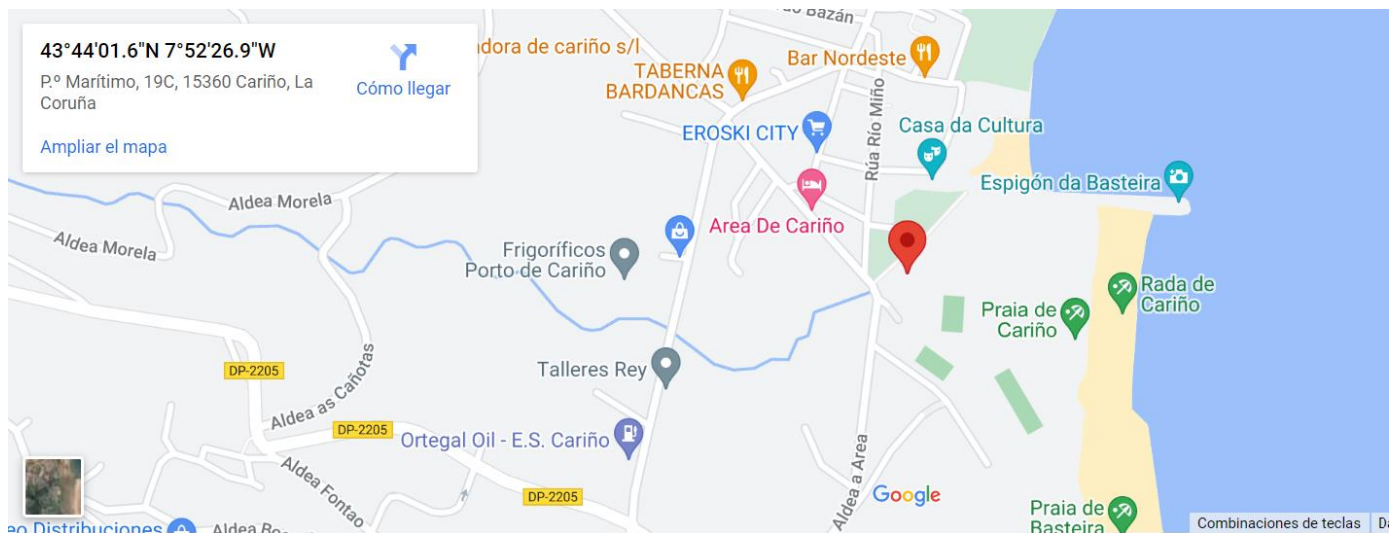 43°44'01.6"N 7°52'26.9"W
P.º Marítimo, 19C, 15360 Cariño, La
Coruña
Cómo llegar
Ampliar el mapa
dora de cariño s/l
do Bazán
TABERNA
BARDANCAS
Bar Nordeste
EROSKI CITY
Rúa Río Miño
Casa da Cultura
Espigón da Basteira
Area De Cariño
Aldea Morela
Aldea Morela
Frigoríficos
Porto de Cariño
Rada de
Cariño
Praia de
Cariño
Talleres Rey
DP-2205
Aldea as Cañotas
DP-2205
Ortegal Oil - E.S. Cariño
Aldea Fontao
DP-2205
Aldea a Area
Google
Praia de
Basteira
eo Distribuciones
Aldea
Combinaciones de teclas